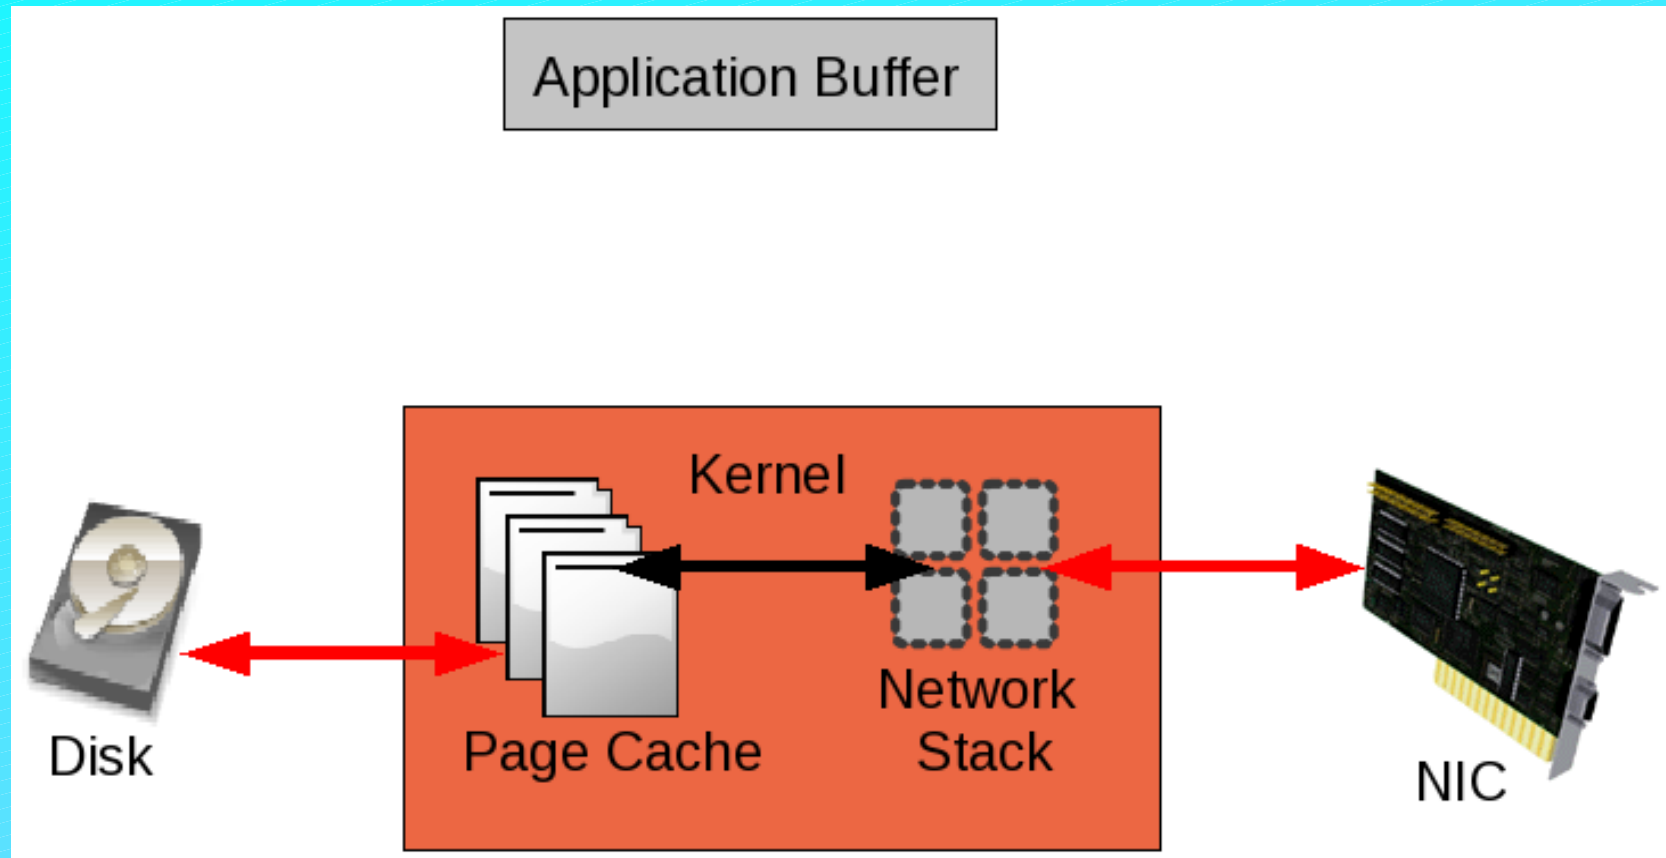 Application Buffer
Kernel
Network
Stack
Page Cache
Disk
NIC